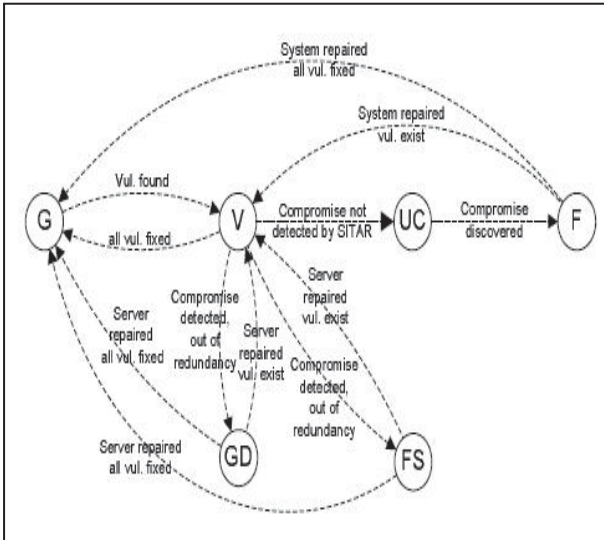 System repaired
all vul. fixed
System repaired
vul. exist
Vul. found
G
V
Compromise not
detected by SITAR
UC
Compromise
discovered
F
all vul. fixed
Server
repaired
vul. exist
Server
repaired
all vul. fixed
Compromise
detected,
out of
redundancy
Server
repaired
vul. exist
Compromise
detected,
out of
redundancy
Server repaired
all vul. fixed
GD
FS